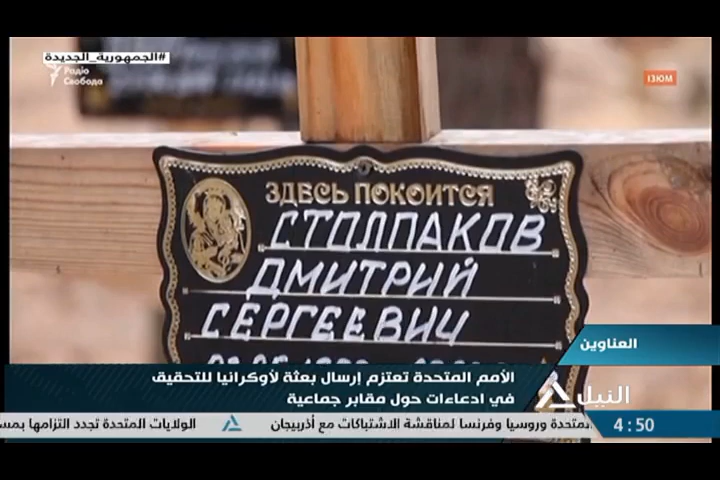 #الجمهورية_الجديدة
Радіо
Свобода
ІЗЮМ
ЗДЕСЬ ПОКОИТСЯ
СТОЛПАКОВ
ДМИТРИЙ
СЕРГЕЕВИЧ
العناوين
الأمم المتحدة تعتزم إرسال بعثة لأوكرانيا للتحقيق
في ادعاءات حول مقابر جماعية
النيل
المتحدة وروسيا وفرنسا لمناقشة الاشتباكات مع أذربيجان
الولايات المتحدة تجدد التزامها
4:50